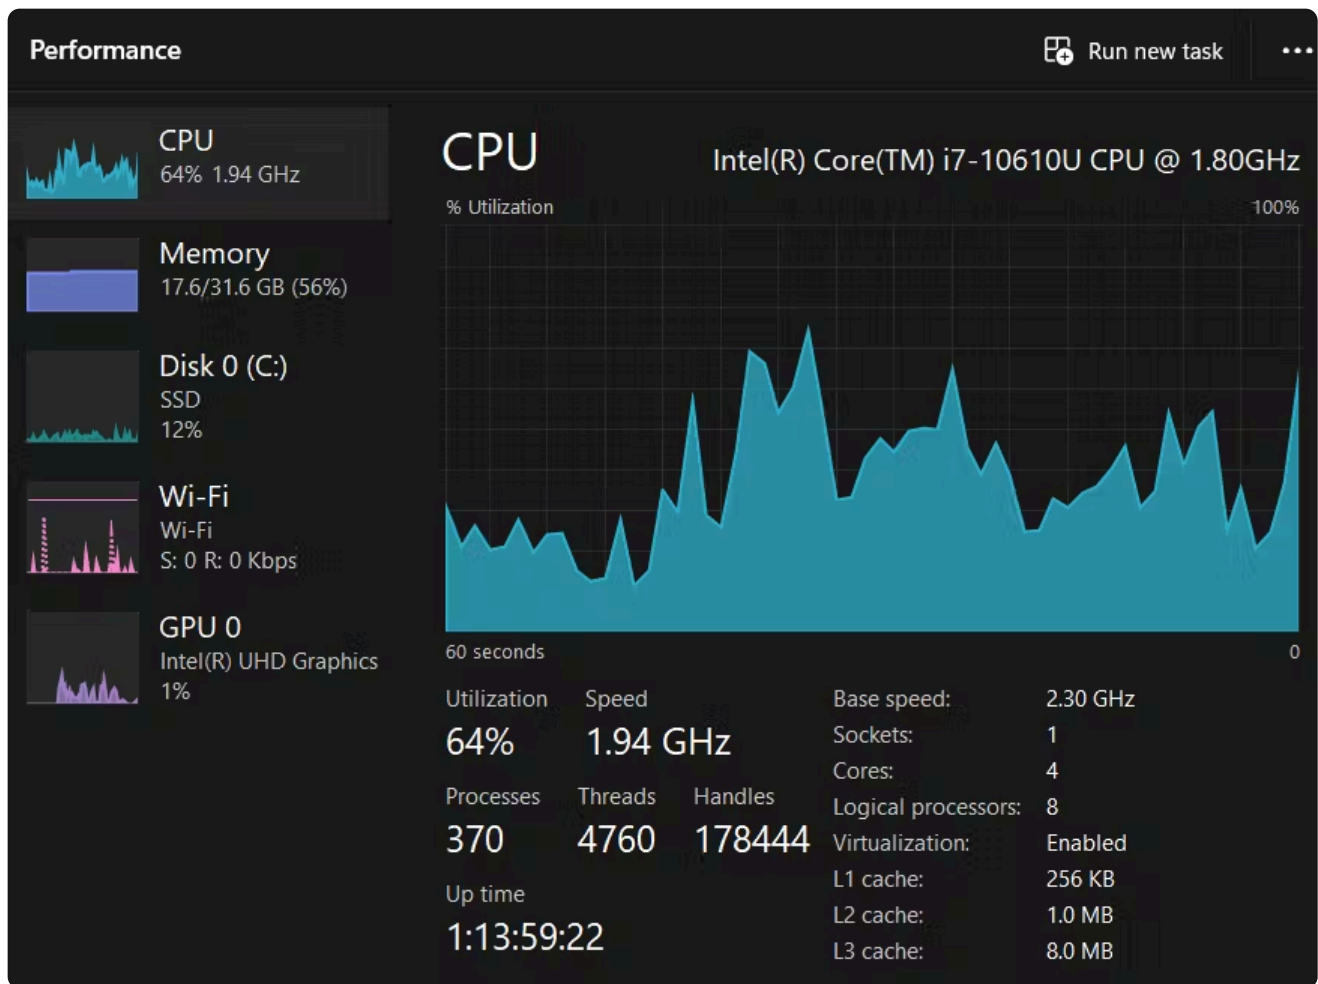 Performance
Run new task
CPU
64% 1.94 GHz
Memory
17.6/31.6 GB (56%)
Disk 0 (C:)
SSD
12%
Wi-Fi
Wi-Fi
S: 0 R: 0 Kbps
GPU 0
Intel(R) UHD Graphics
1%
CPU
Intel(R) Core(TM) i7-10610U CPU @ 1.80GHz
% Utilization
100%
60 seconds
0
Utilization
64%
Speed
1.94 GHz
Processes
370
Threads
4760
Handles
178444
Up time
1:13:59:22
Base speed: 2.30 GHz
Sockets: 1
Cores: 4
Logical processors: 8
Virtualization: Enabled
L1 cache: 256 KB
L2 cache: 1.0 MB
L3 cache: 8.0 MB